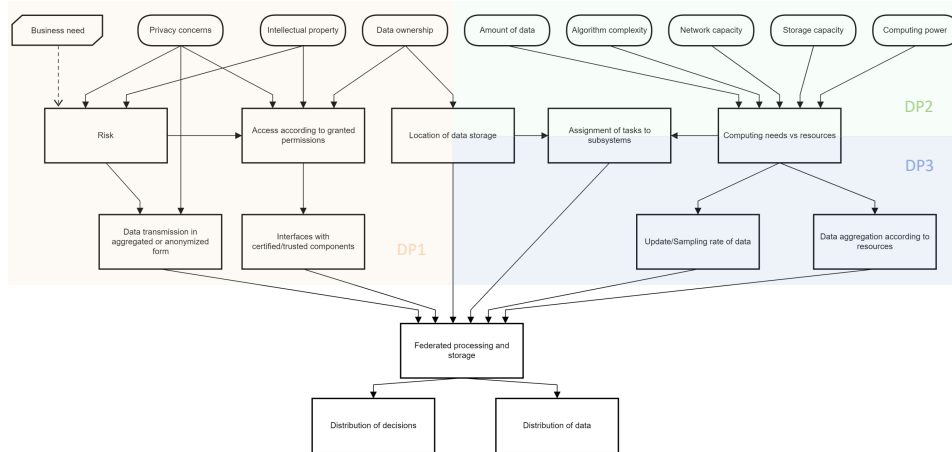 Business need
Privacy concerns
Intellectual property
Data ownership
Amount of data
Algorithm complexity
Network capacity
Storage capacity
Computing power
DP2
Risk
Access according to granted
permissions
Location of data storage
Assignment of tasks to
subsystems
Computing needs vs resources
DP3
Data transmission in
aggregated or anonymized
form
Interfaces with
certified/trusted components
DP1
Update/Sampling rate of data
Data aggregation according to
resources
Federated processing and
storage
Distribution of decisions
Distribution of data